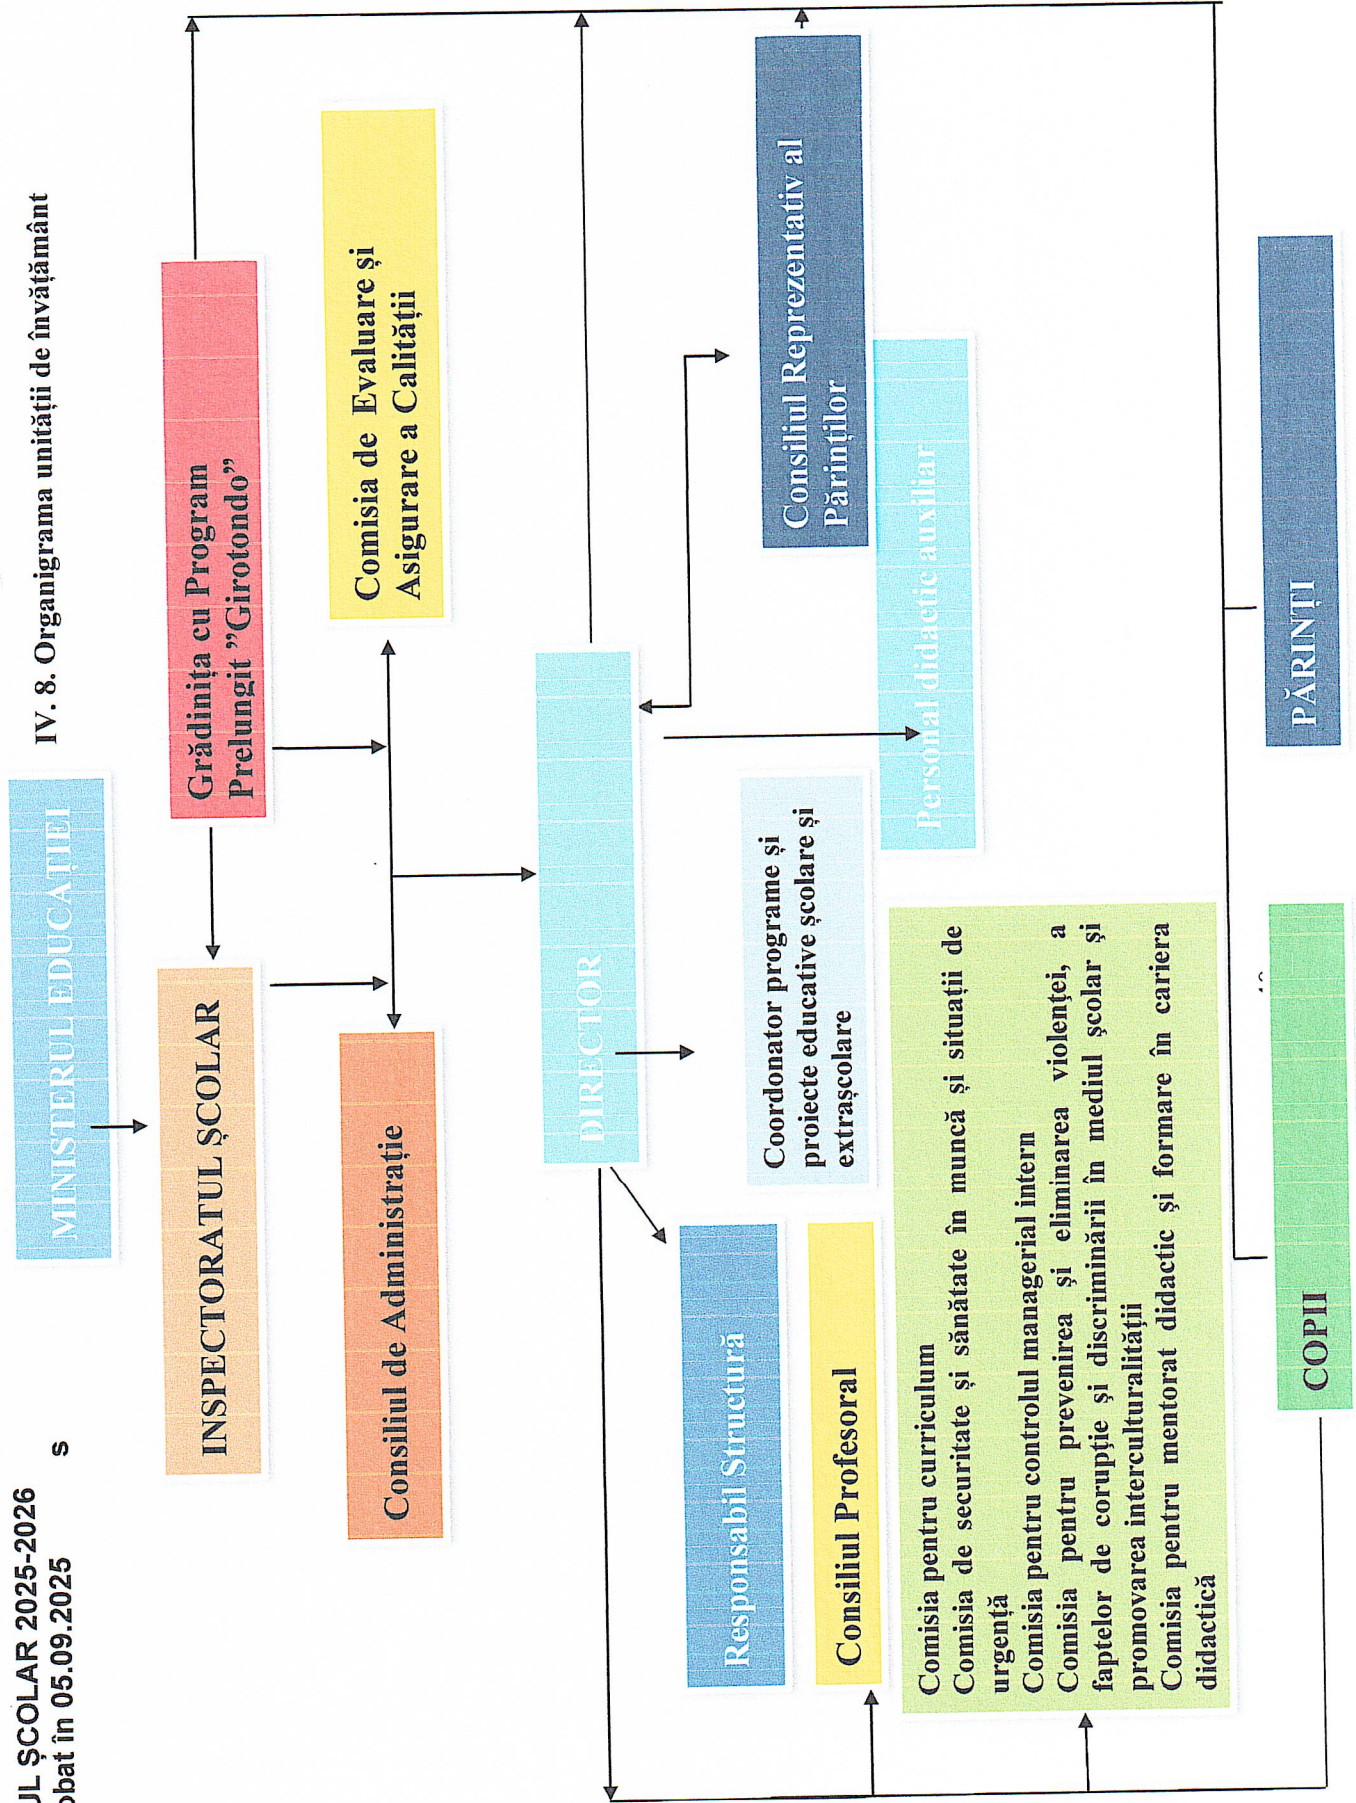 UL ȘCOLAR 2025-2026
obat în 05.09.2025 s
IV. 8. Organigrama unității de învățământ
MINISTERUL EDUCAȚIEI
INSPECTORATUL ȘCOLAR
Grădinița cu Program
Prelungit ”Girotondo”
Consiliul de Administrație
Comisia de Evaluare și
Asigurare a Calității
DIRECTOR
Responsabil Structură
Coordonator programe și
proiecte educative școlare și
extrașcolare
Consiliul Reprezentativ al
Părinților
Consiliul Profesoral
Personal didactic auxiliar
Comisia pentru curriculum
Comisia de securitate și sănătate în muncă și situații de
urgență
Comisia pentru controlul managerial intern
Comisia pentru prevenirea și eliminarea violenței, a
faptelor de corupție și discriminării în mediul școlar și
promovarea interculturalității
Comisia pentru mentorat didactic și formare în cariera
didactică
COPII
PĂRINȚI